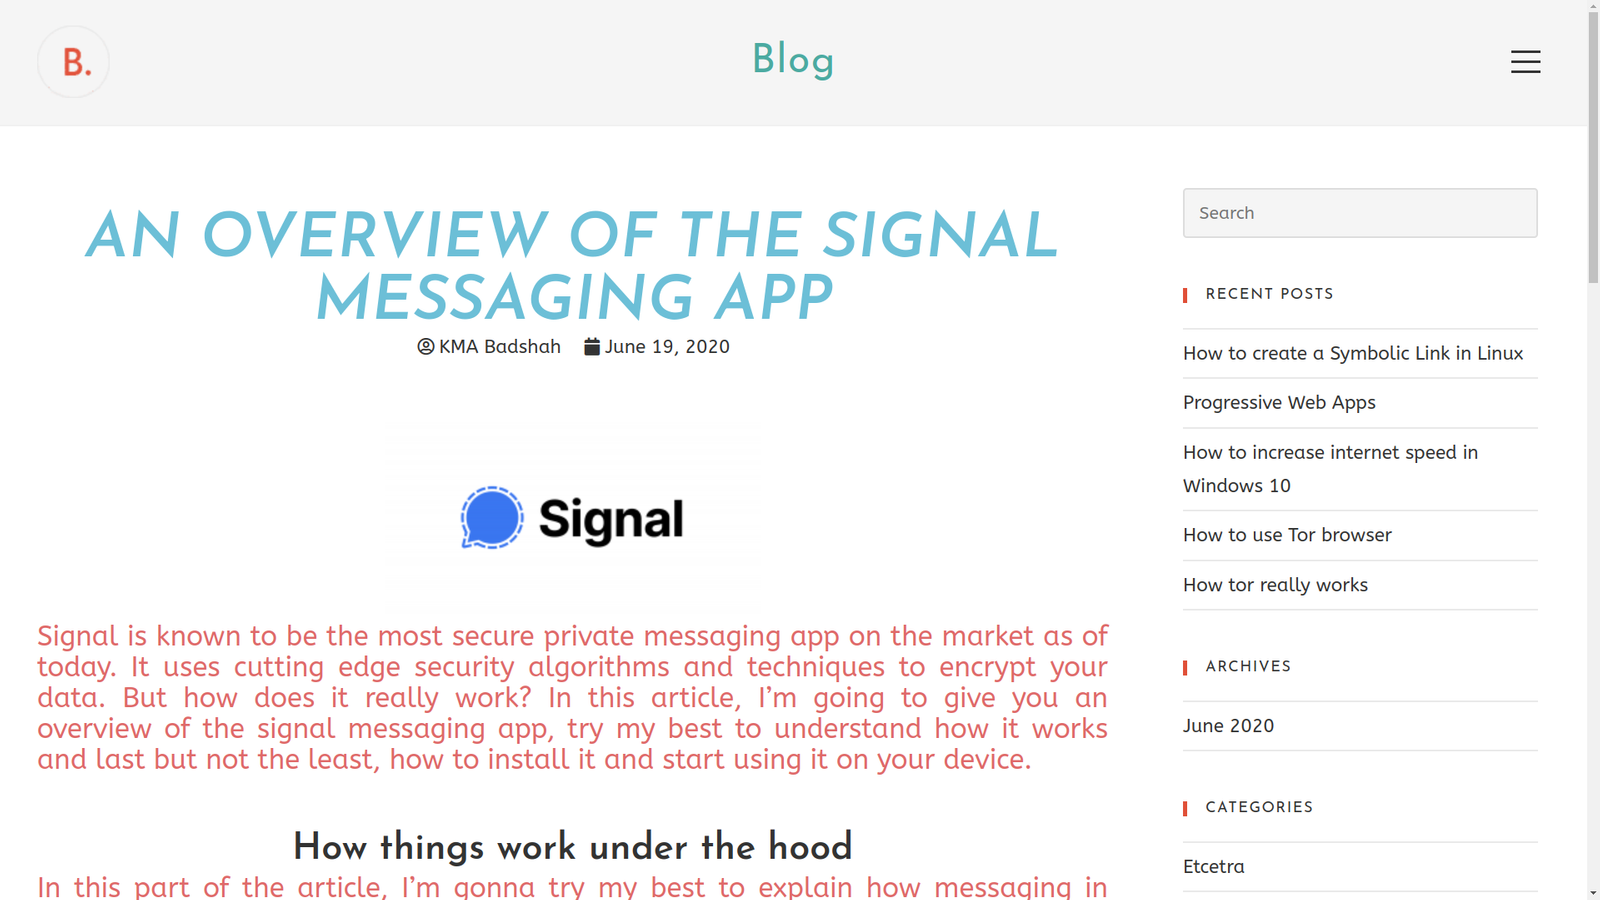 B.
Blog
AN OVERVIEW OF THE SIGNAL
MESSAGING APP
KMA Badshah June 19, 2020
Signal
Signal is known to be the most secure private messaging app on the market as of
today. It uses cutting edge security algorithms and techniques to encrypt your
data. But how does it really work? In this article, I’m going to give you an
overview of the signal messaging app, try my best to understand how it works
and last but not the least, how to install it and start using it on your device.
How things work under the hood
In this part of the article, I’m gonna try my best to explain how messaging in
Search
RECENT POSTS
How to create a Symbolic Link in Linux
Progressive Web Apps
How to increase internet speed in
Windows 10
How to use Tor browser
How tor really works
ARCHIVES
June 2020
CATEGORIES
Etcetra